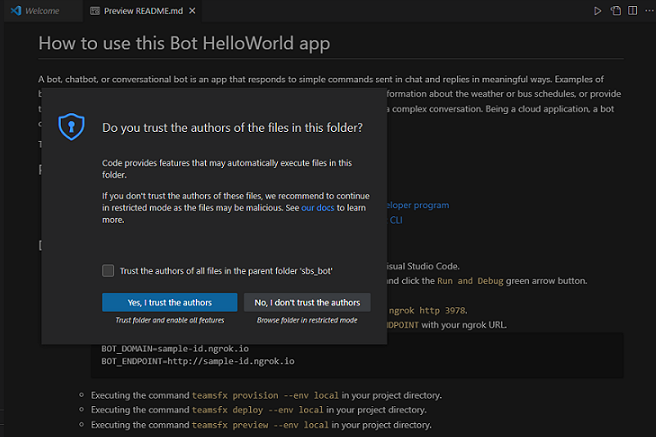 Welcome
Preview README.md
How to use this Bot HelloWorld app
A bot, chatbot, or conversational bot is an app that responds to simple commands sent in chat and replies in meaningful ways. Examples of
formation about the weather or bus schedules, or provide
a complex conversation. Being a cloud application, a bot
Do you trust the authors of the files in this folder?
Code provides features that may automatically execute files in this
folder.
If you don't trust the authors of these files, we recommend to continue
in restricted mode as the files may be malicious. See our docs to learn
more.
eloper program
CLI
Trust the authors of all files in the parent folder 'sbs_bot'
isual Studio Code.
and click the Run and Debug green arrow button.
Yes, I trust the authors
No, I don't trust the authors
Trust folder and enable all features
Browse folder in restricted mode
ngrok http 3978.
NDPOINT with your ngrok URL.
BOT_DOMAIN=sample-id.ngrok.io
BOT_ENDPOINT=http://sample-id.ngrok.io
Executing the command teamsfx provision --env local in your project directory.
Executing the command teamsfx deploy --env local in your project directory.
Executing the command teamsfx preview --env local in your project directory.